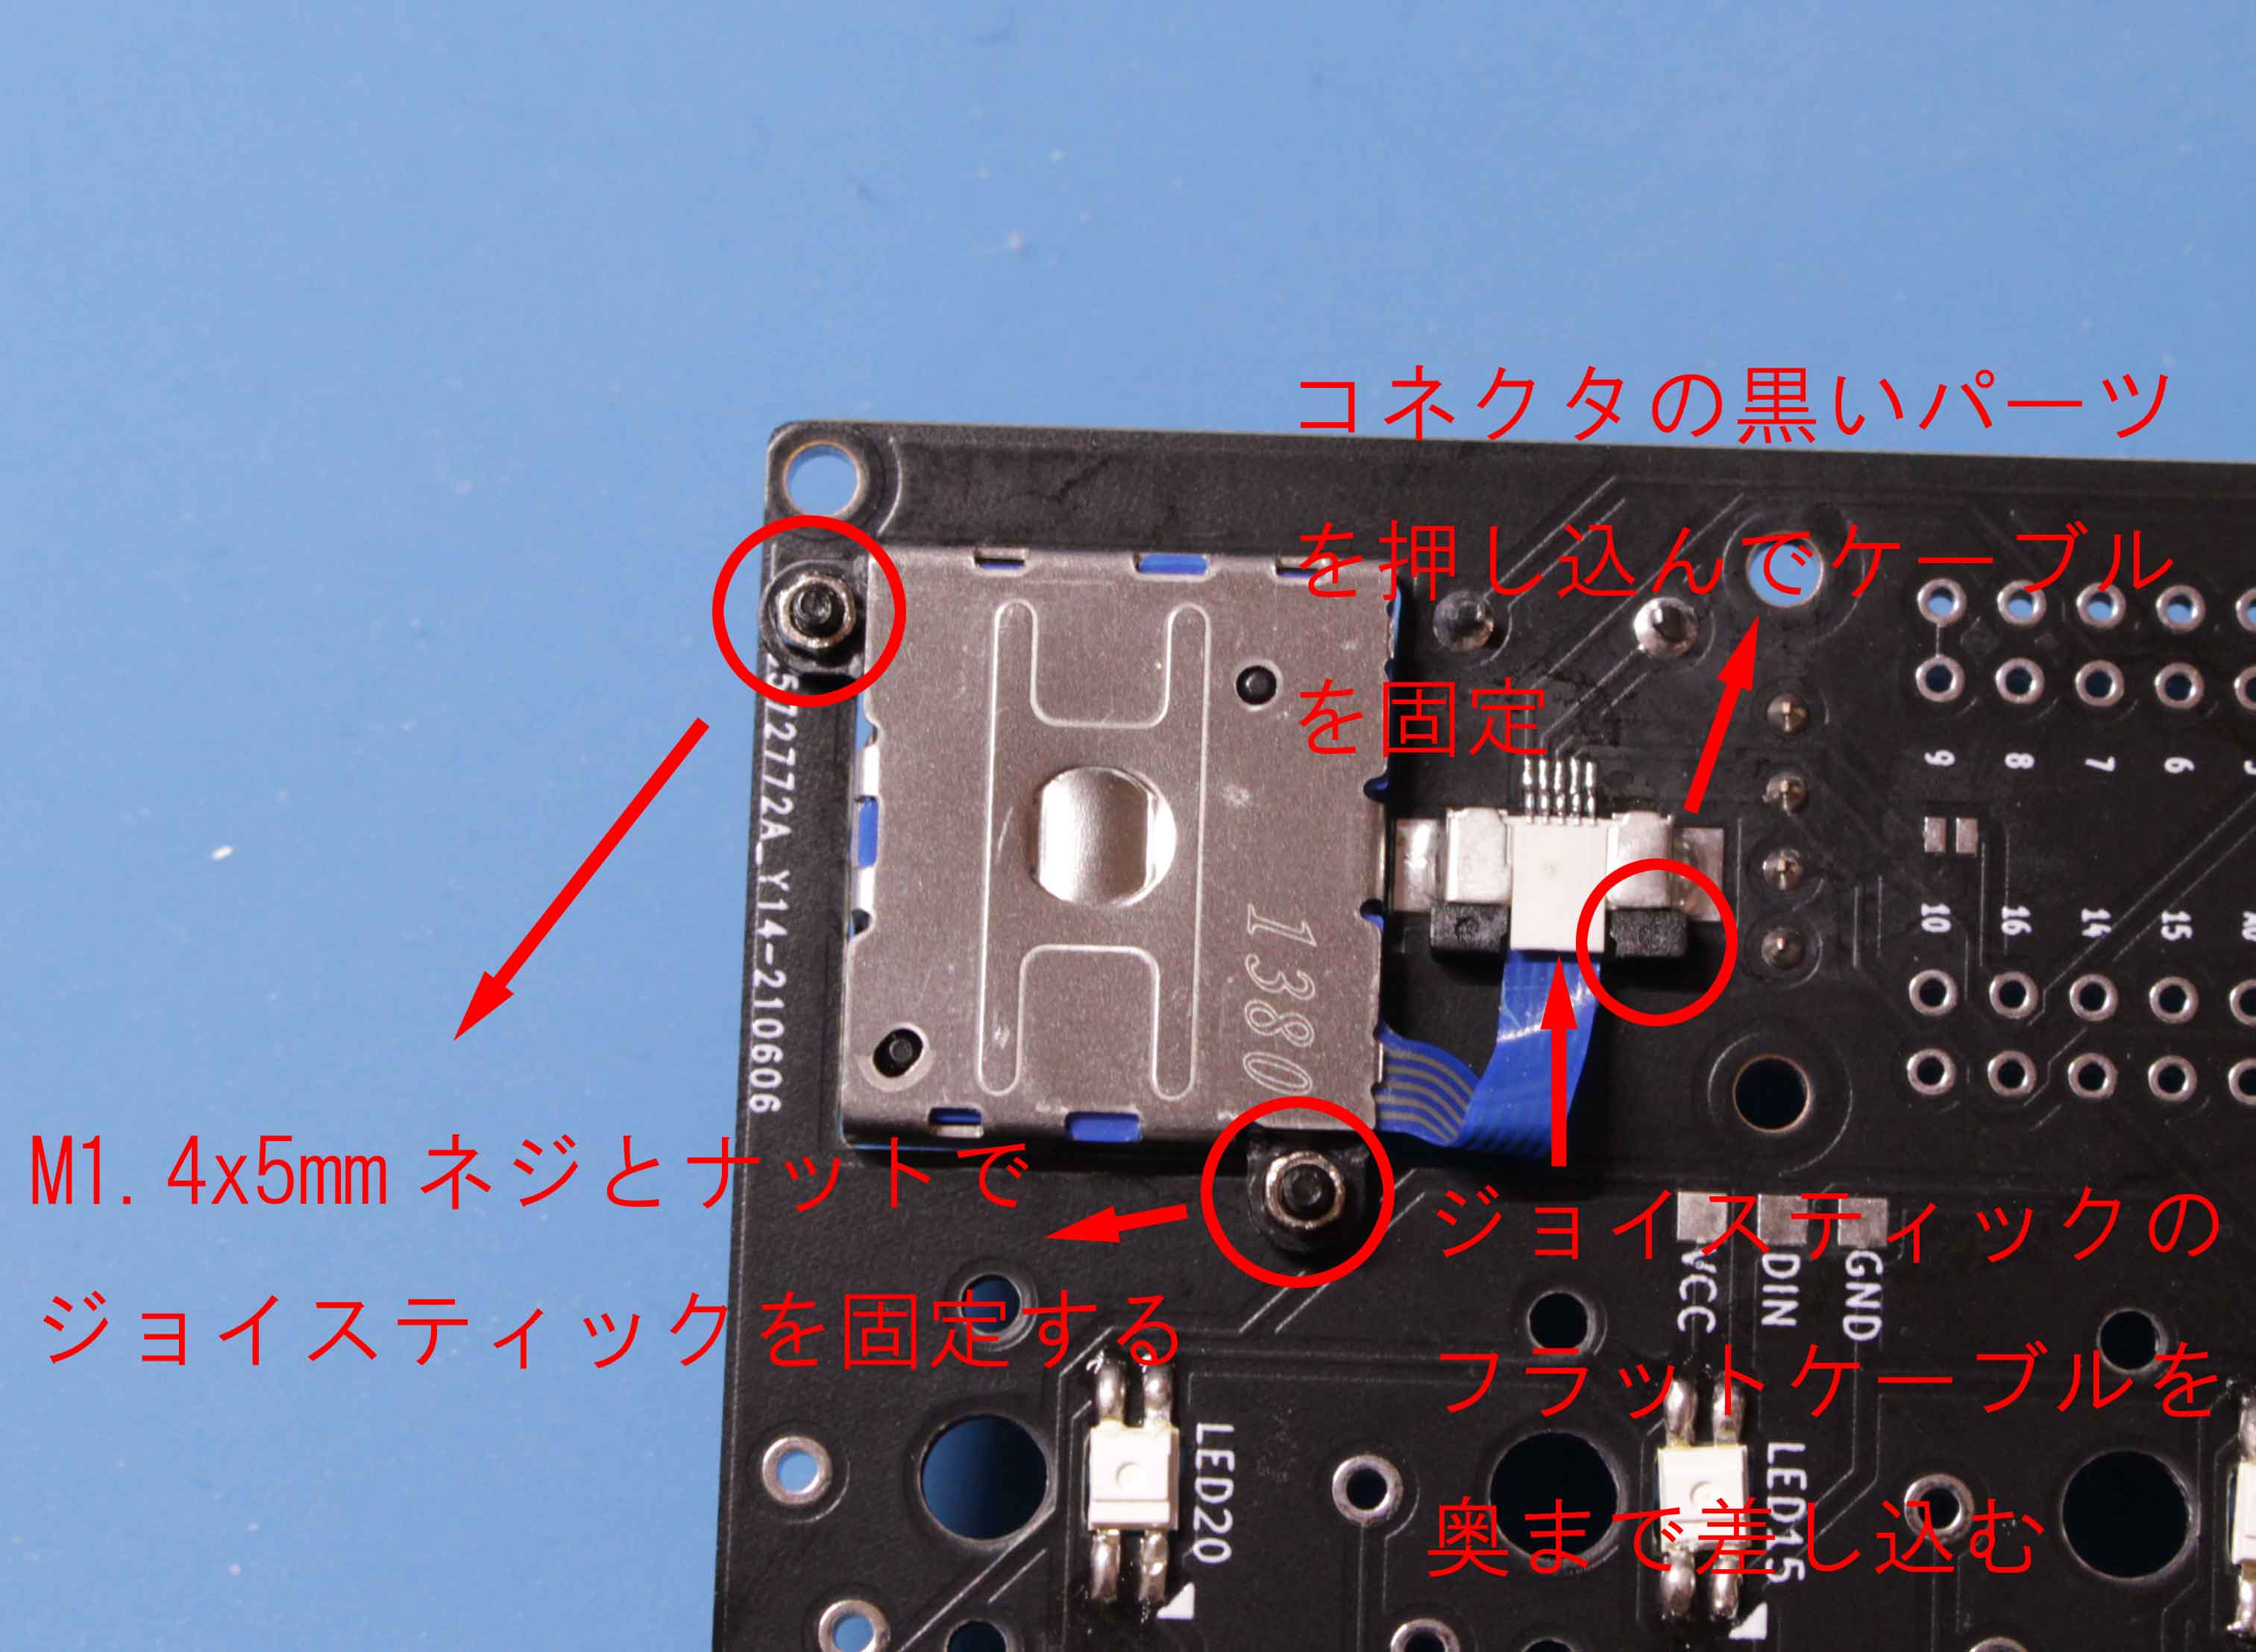 コネクタの黒いパーツ
を押し込んでケーブル
を固定
M1.4x5mm ネジとナットで
ジョイスティックを固定する
ジョイスティックの
フラットケーブルを
奥まで差し込む
1380
572772A_Y14-210606
9 8 7 6
10 16 14 15
VCC DIN GND
LED20
LED15